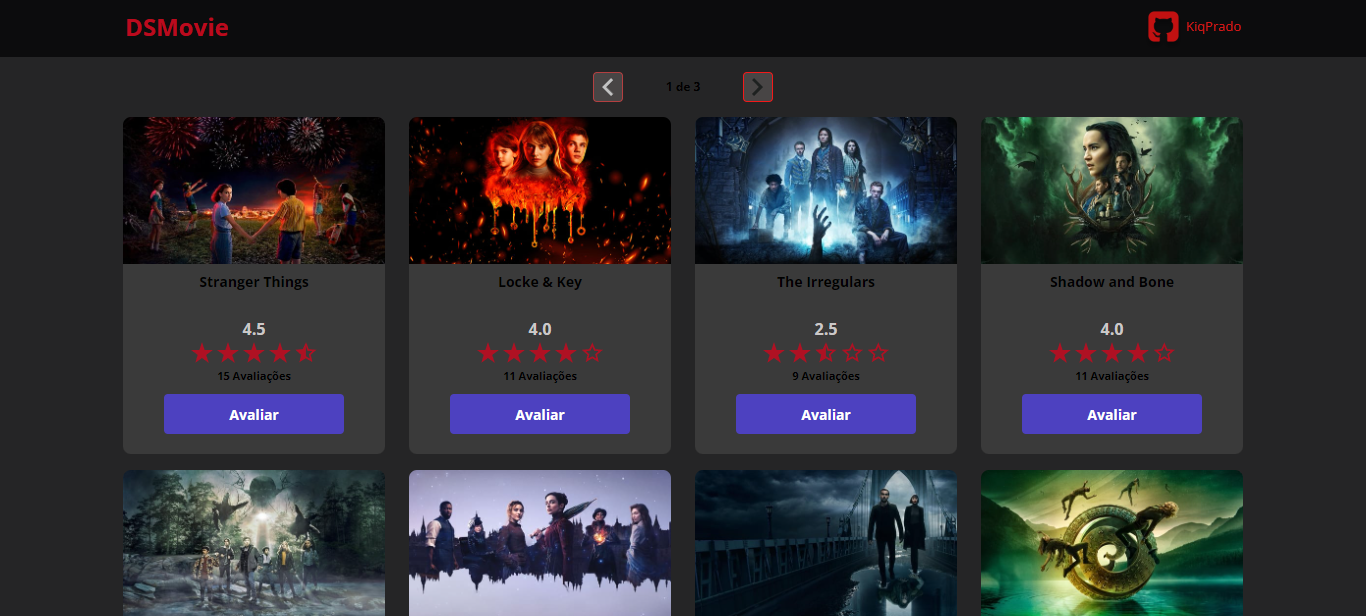 DSMovie
KiqPrado
1 de 3
Stranger Things
Locke & Key
The Irregulars
Shadow and Bone
4.5
4.0
2.5
4.0
15 Avaliações
11 Avaliações
9 Avaliações
11 Avaliações
Avaliar
Avaliar
Avaliar
Avaliar